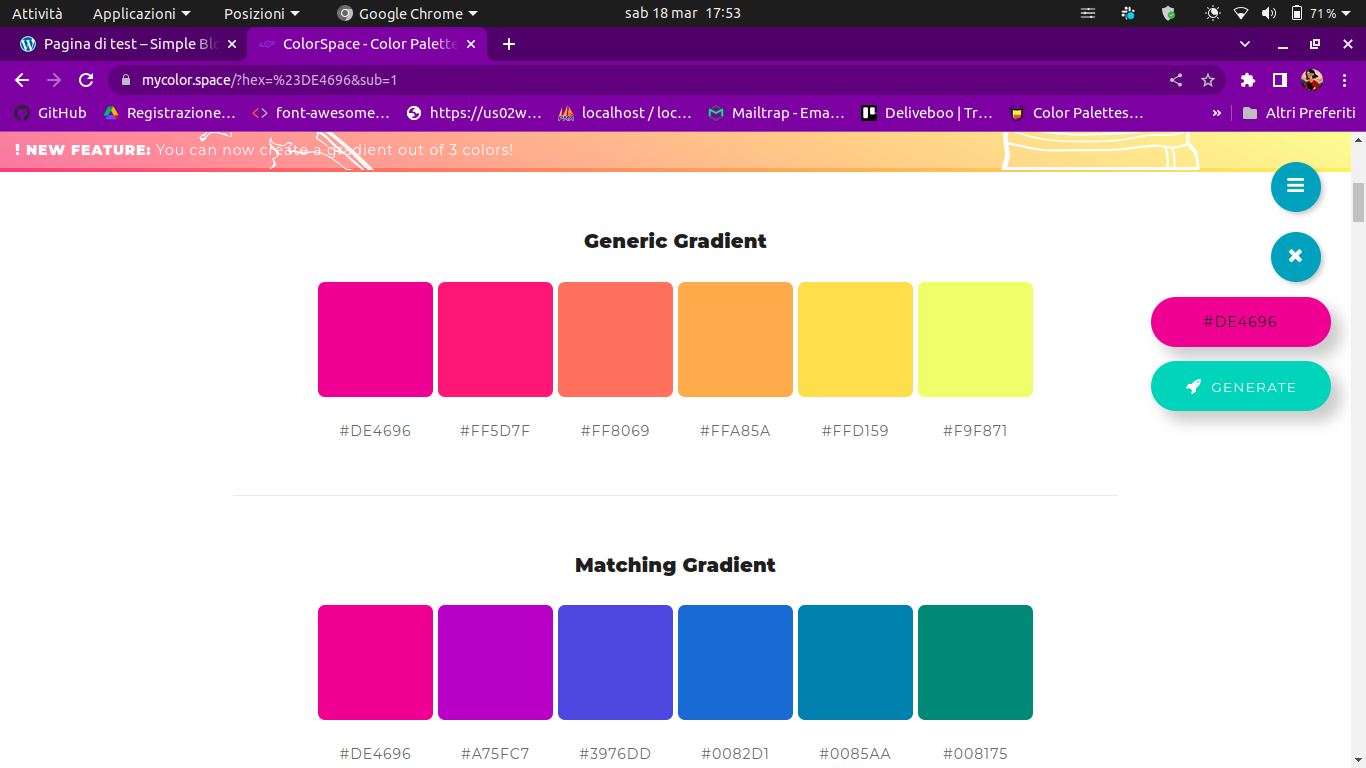 Attività Applicazioni Posizioni Google Chrome sab 18 mar 17:53 71 %
Pagina di test – Simple Blo ColorSpace - Color Palette
mycolor.space/?hex=%23DE4696&sub=1
GitHub Registrazione… font-awesome… https://us02w… localhost / loc… Mailtrap - Ema… Deliveboo | Tr… Color Palettes… » Altri Preferiti
! NEW FEATURE: You can now create a gradient out of 3 colors!
Generic Gradient
#DE4696
GENERATE
#DE4696 #FF5D7F #FF8069 #FFA85A #FFD159 #F9F871
Matching Gradient
#DE4696 #A75FC7 #3976DD #0082D1 #0085AA #008175